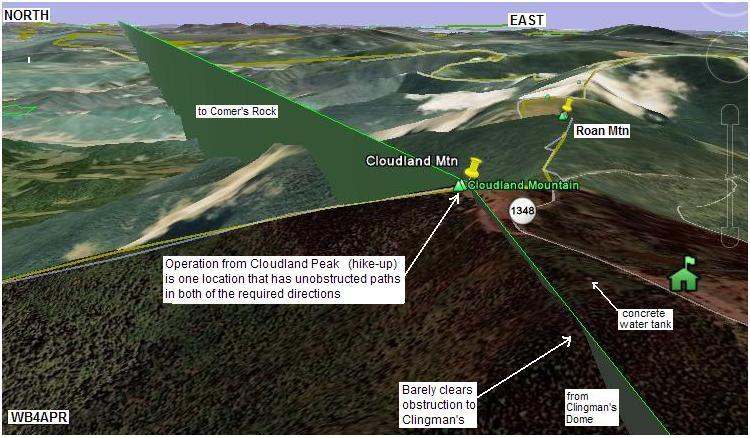 NORTH
EAST
to Comer's Rock
Roan Mtn
Cloudland Mtn
Cloudland Mountain
1348
Operation from Cloudland Peak (hike-up)
is one location that has unobstructed paths
in both of the required directions
concrete
water tank
Barely clears
obstruction to
Clingman's
from
Clingman's
Dome
WB4APR